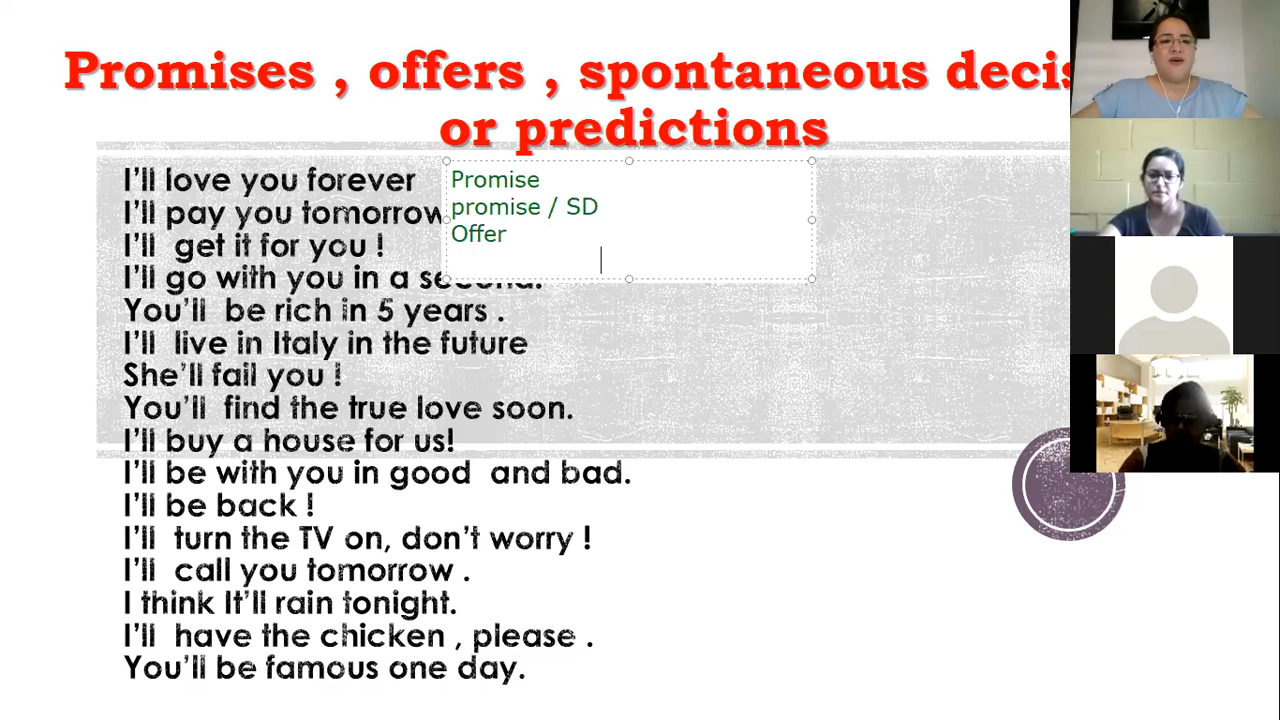 Promises , offers , spontaneous decis
or predictions
I'll love you forever
Promise
I'll pay you tomorrow
promise / SD
I'll get it for you !
Offer
I'll go with you in a second.
You'll be rich in 5 years .
I'll live in Italy in the future
She'll fail you !
You'll find the true love soon.
I'll buy a house for us!
I'll be with you in good and bad.
I'll be back !
I'll turn the TV on, don't worry !
I'll call you tomorrow .
I think It'll rain tonight.
I'll have the chicken , please .
You'll be famous one day.